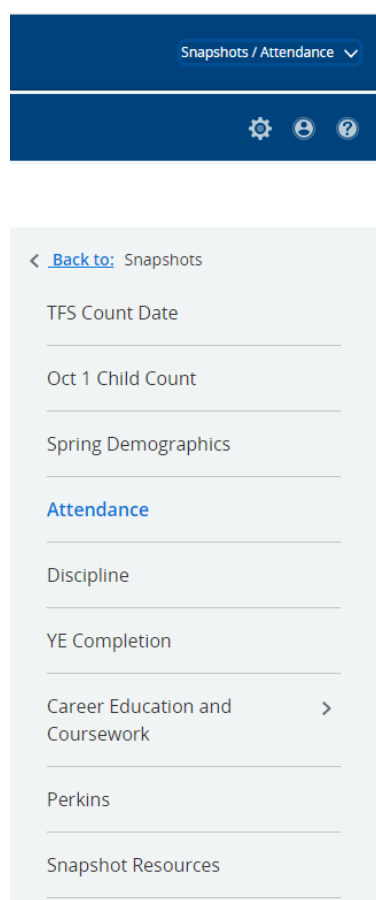 Snapshots / Attendance
Back to: Snapshots
TFS Count Date
Oct 1 Child Count
Spring Demographics
Attendance
Discipline
YE Completion
Career Education and
Coursework
Perkins
Snapshot Resources